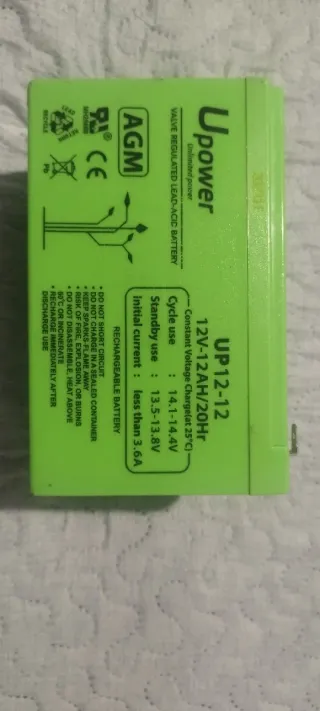 Upower
Unlimited power
VALVE REGULATED LEAD-ACID BATTERY
AGM
Pb
UP12-12
12V-12AH/20Hr
Constant Voltage Charge(at 25°C)
Cycle use : 14.1-14.4V
Standby use : 13.5-13.8V
initial current : less than 3.6A
RECHARGEABLE BATTERY
• DO NOT SHORT CIRCUIT
• DO NOT CHARGE IN A SEALED CONTAINER
• KEEP SPARKS-FLAME AWAY
• RISK OF FIRE, EXPLOSION, OR BURNS
• DO NOT DISASSEMBLE, HEAT ABOVE
OR INCINERATE
• RECHARGE IMMEDIATELY AFTER
DISCHARGE USE